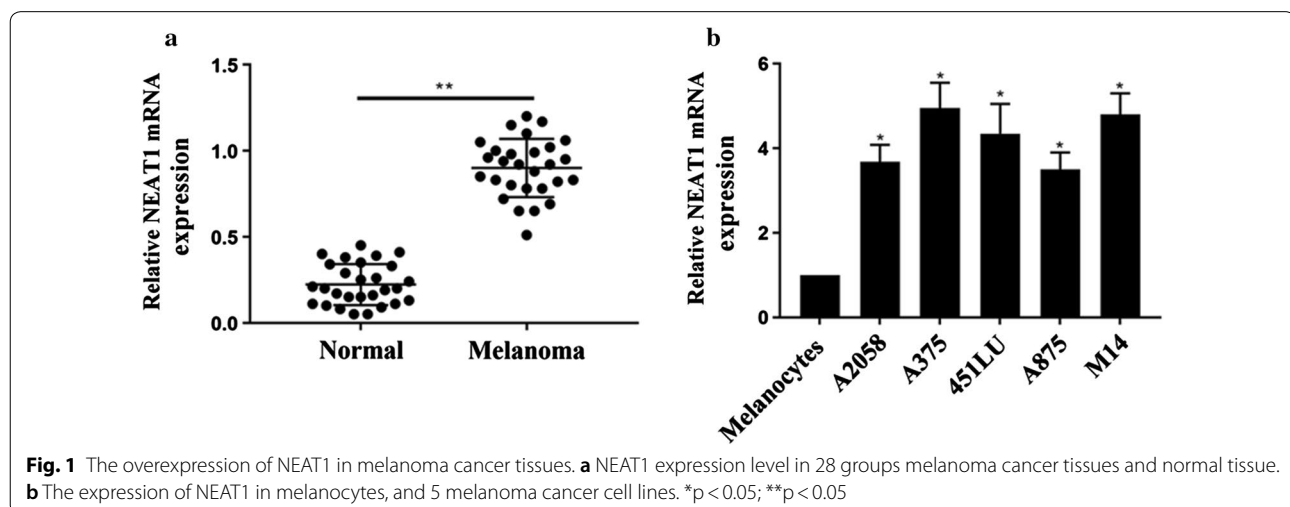 a
Relative NEAT1 mRNA
expression
1.5
1.0
0.5
0.0
**
Normal
Melanoma
b
Relative NEAT1 mRNA
expression
6
4
2
0
*
*
*
*
*
Melanocytes
A2058
A375
451LU
A875
M14
Fig. 1 The overexpression of NEAT1 in melanoma cancer tissues. a NEAT1 expression level in 28 groups melanoma cancer tissues and normal tissue.
b The expression of NEAT1 in melanocytes, and 5 melanoma cancer cell lines. *p < 0.05; **p < 0.05